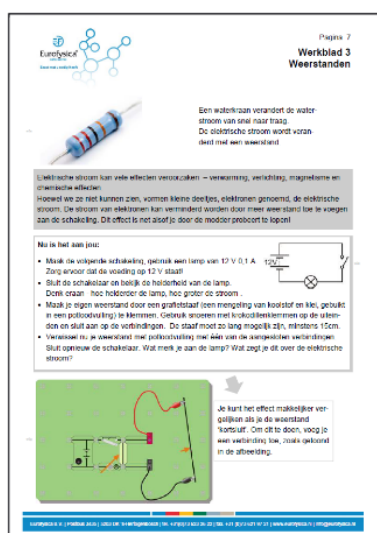 Pagina 7
Eurofysica
Werkblad 3
Weerstanden
Een waterkraan verandert de water-
stroom van snel naar traag.
De elektrische stroom wordt veran-
derd met een weerstand
Elektrische stroom kan vele effecten veroorzaken – verwarming, verlichting, magnetisme en
chemische effecten.
Hoewel we ze niet kunnen zien, vormen kleine deeltjes, elektronen genoemd, de elektrische
stroom. De stroom van elektronen kan verminderd worden door meer weerstand toe te voegen
aan de schakeling. Dit effect is net alsof je door de modder probeert te lopen!
Nu is het aan jou:
• Maak de volgende schakeling, gebruik een lamp van 12 V 0,1 A
Zorg ervoor dat de voeding op 12 V staat!
• Sluit de schakelaar en bekijk de helderheid van de lamp.
Denk eraan hoe helderder de lamp, hoe groter de stroom .
• Maak je eigen weerstand door een grafietstaaf (een mengeling van koolstof en klei, gebuikt
in een potloodvulling) te klemmen. Gebruik snoeren met krokodillenklemmen op de uitein-
den en sluit aan op de verbindingen. De staaf moet zo lang mogelijk zijn, minstens 15cm.
• Verwissel nu je weerstand met potloodvulling met één van de aangesloten verbindingen.
Sluit opnieuw de schakelaar. Wat merk je aan de lamp? Wat zegt je dit over de elektrische
stroom?
12V
Je kunt het effect makkelijker ver-
gelijken als je de weerstand
'kortsluit'. Om dit te doen, voeg je
een verbinding toe, zoals getoond
in de afbeelding.